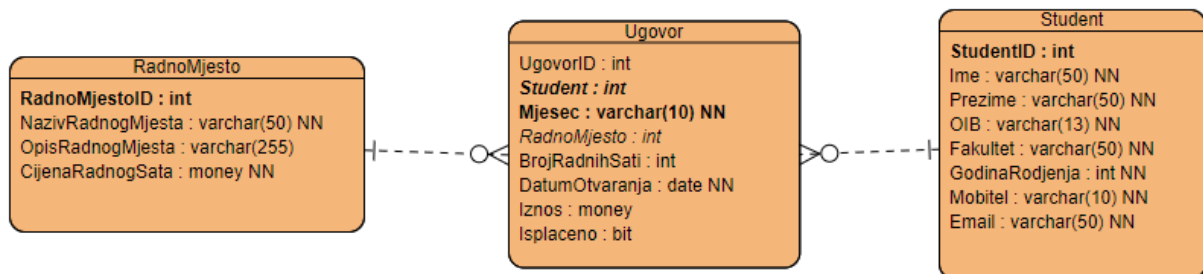 RadnoMjesto
RadnoMjestoID : int
NazivRadnogMjesta : varchar(50) NN
OpisRadnogMjesta : varchar(255)
CijenaRadnogSata : money NN
Ugovor
UgovorID : int
Student : int
Mjesec : varchar(10) NN
RadnoMjesto : int
BrojRadnihSati : int
DatumOtvaranja : date NN
Iznos : money
Isplaceno : bit
Student
StudentID : int
Ime : varchar(50) NN
Prezime : varchar(50) NN
OIB : varchar(13) NN
Fakultet : varchar(50) NN
GodinaRodjenja : int NN
Mobitel : varchar(10) NN
Email : varchar(50) NN